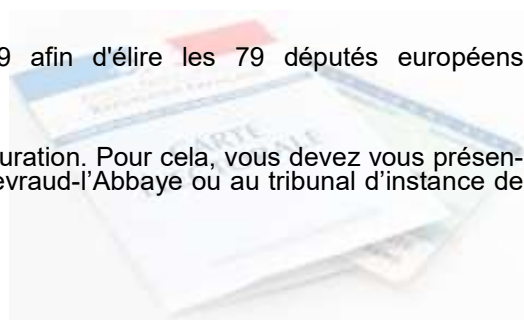 9 afin d'élire les 79 députés européens
uration. Pour cela, vous devez vous présen-
evraud-l'Abbaye ou au tribunal d'instance de
CARTE